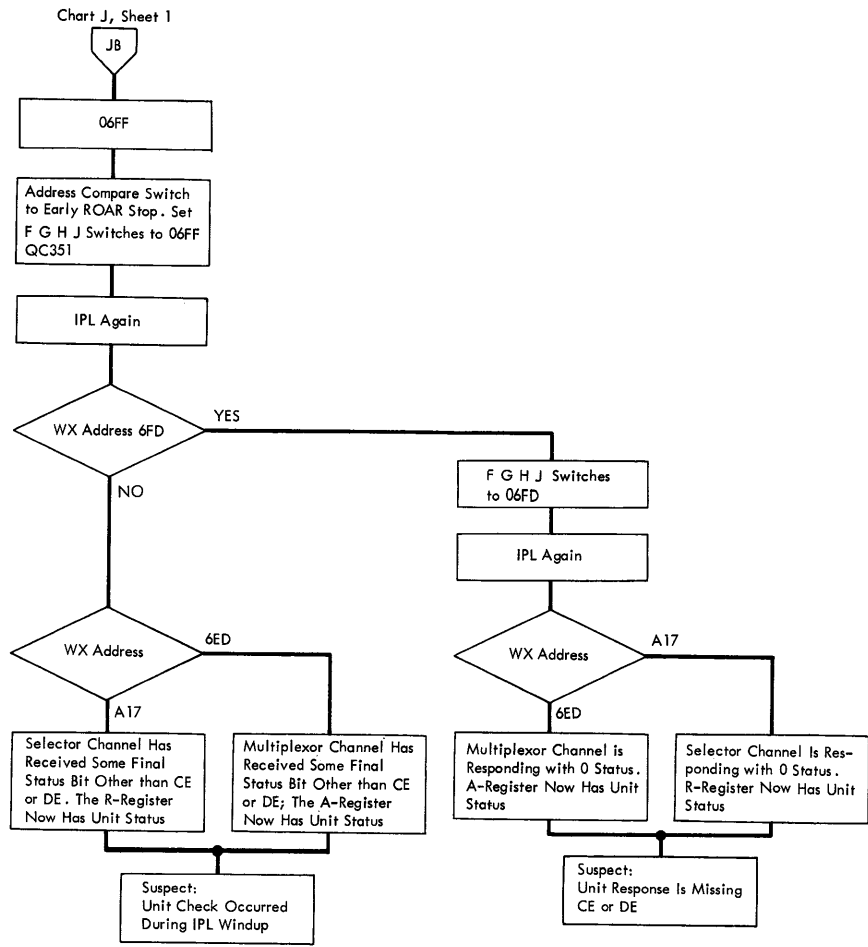 Chart J, Sheet 1
JB
06FF
Address Compare Switch
to Early ROAR Stop. Set
F G H J Switches to 06FF
QC351
IPL Again
WX Address 6FD
YES
NO
F G H J Switches
to 06FD
IPL Again
WX Address
6ED
A17
Selector Channel Has
Received Some Final
Status Bit Other than CE
or DE. The R-Register
Now Has Unit Status
Multiplexor Channel Has
Received Some Final
Status Bit Other than CE
or DE; The A-Register
Now Has Unit Status
Suspect:
Unit Check Occurred
During IPL Windup
WX Address
A17
6ED
Multiplexor Channel is
Responding with 0 Status.
A-Register Now Has Unit
Status
Selector Channel Is Res-
ponding with 0 Status.
R-Register Now Has Unit
Status
Suspect:
Unit Response Is Missing
CE or DE